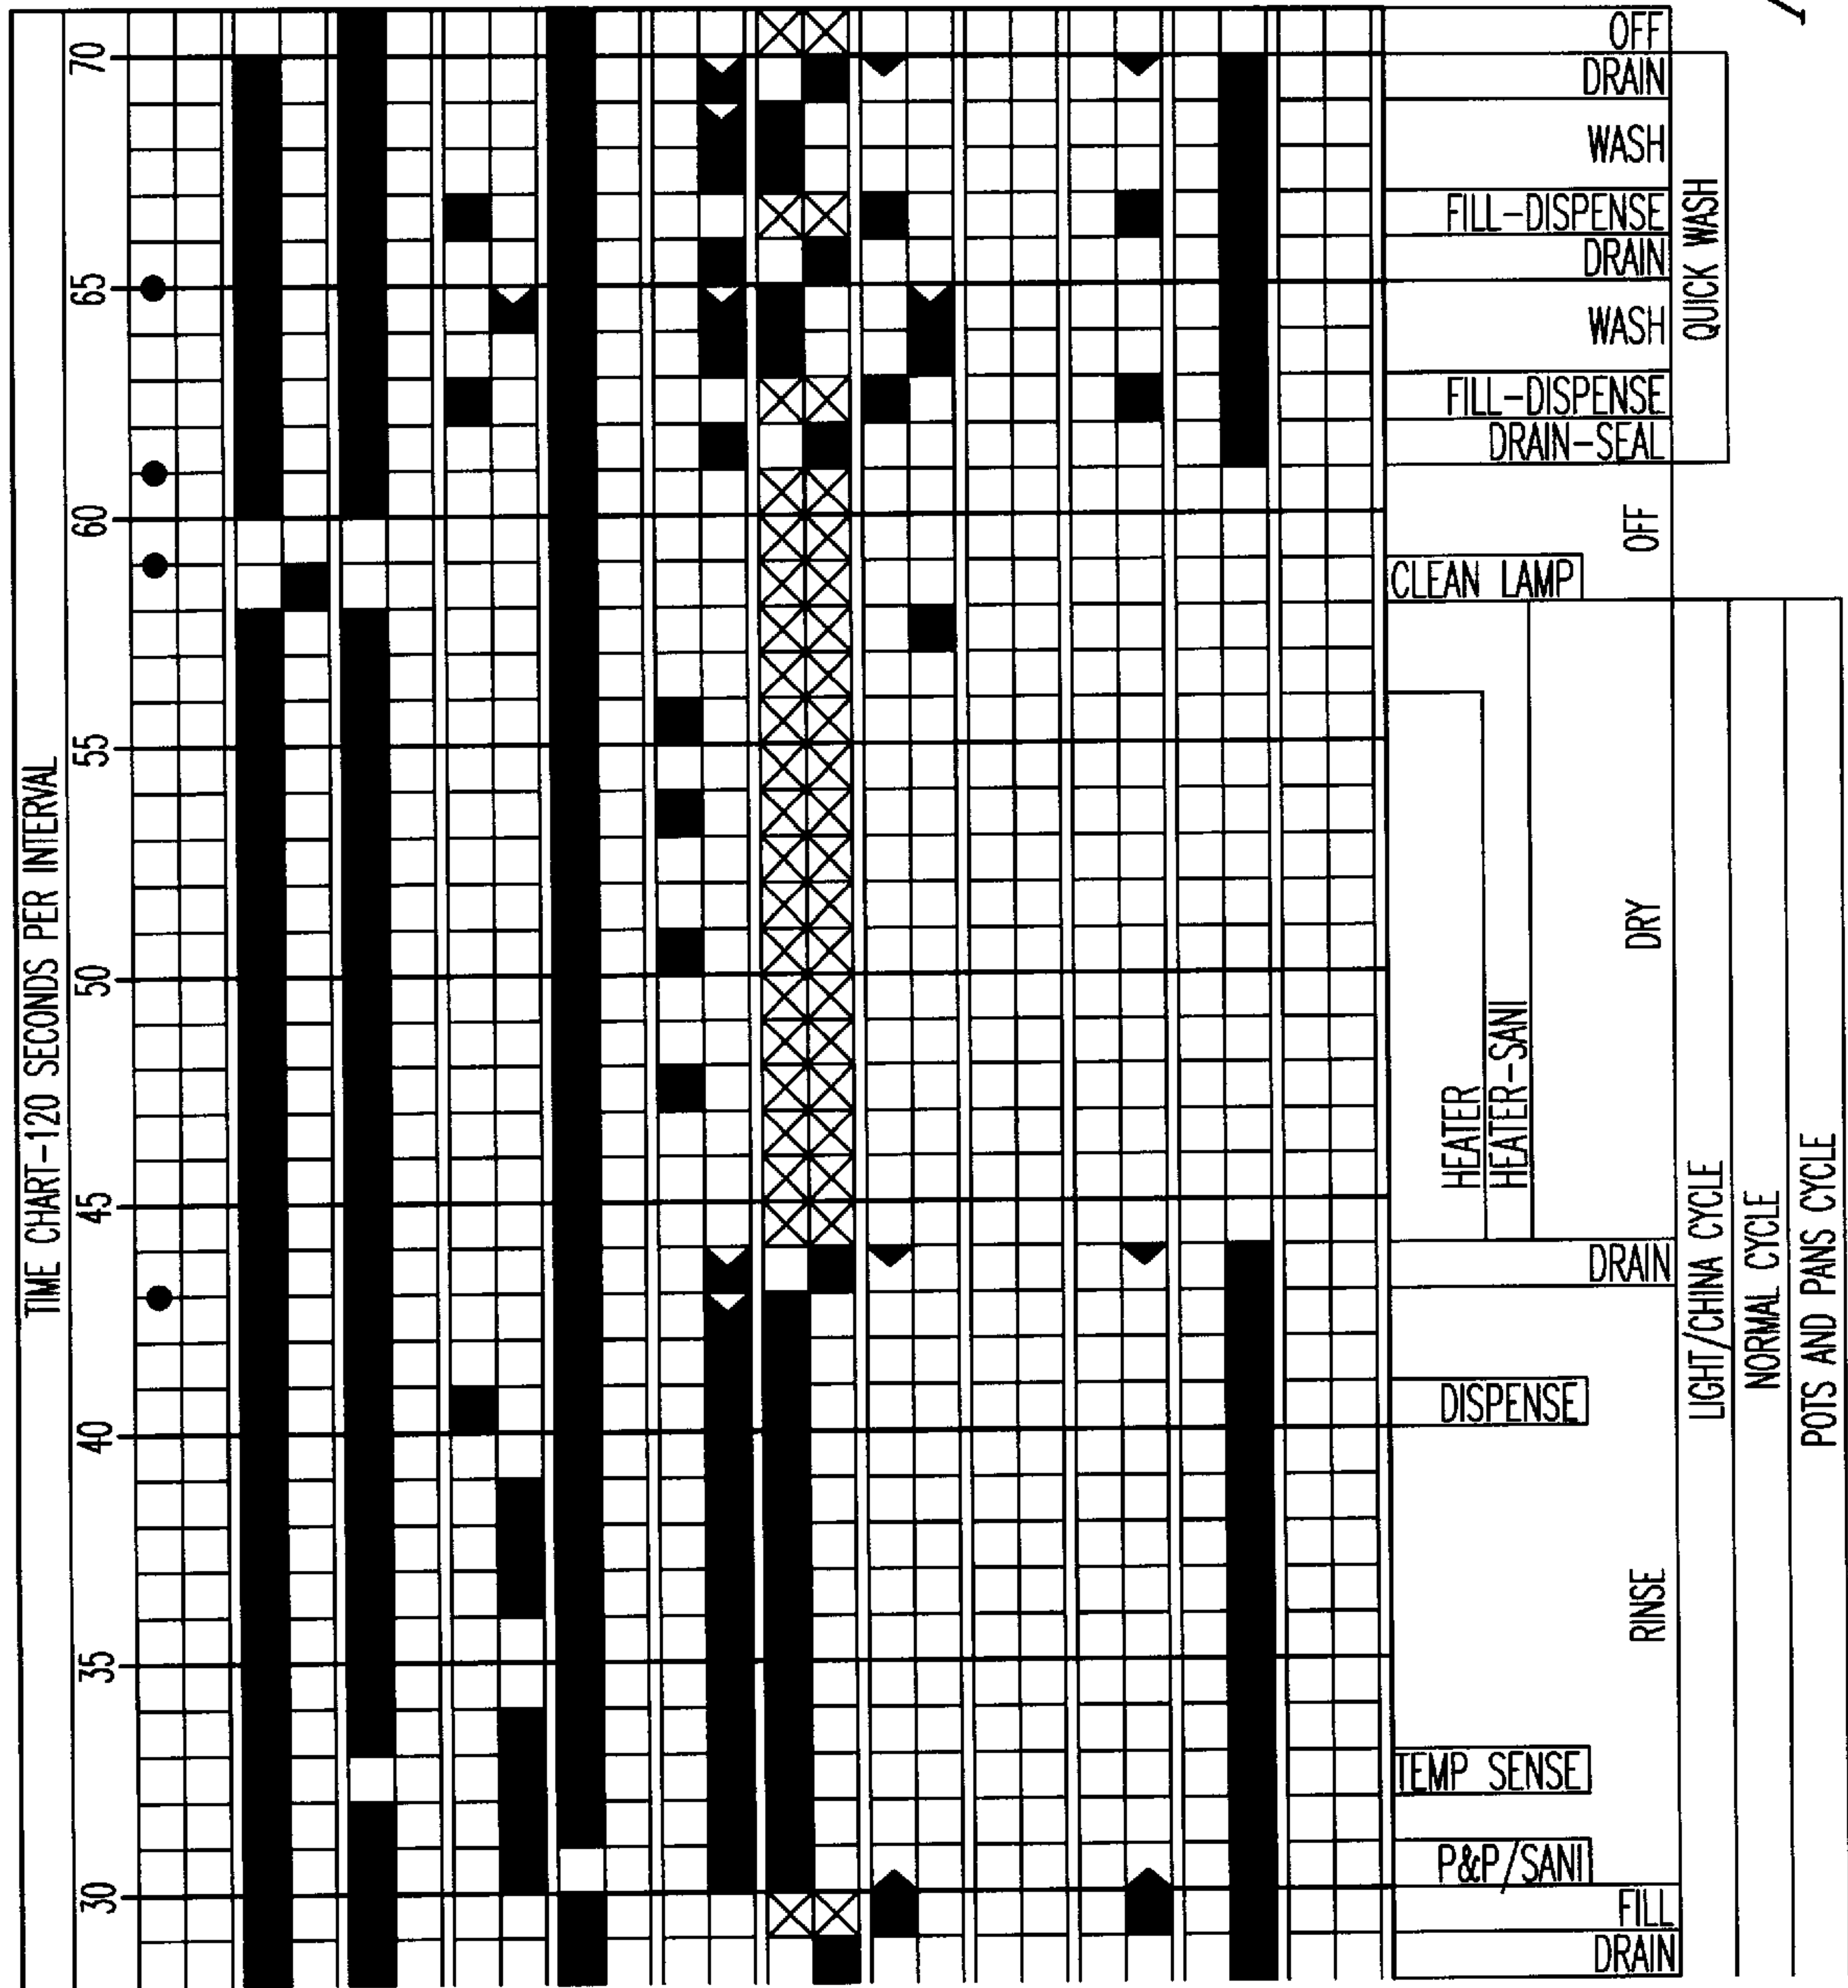 TIME CHART-120 SECONDS PER INTERVAL
70
65
60
55
50
45
40
35
30
OFF
DRAIN
WASH
FILL-DISPENSE
DRAIN
WASH
FILL-DISPENSE
DRAIN-SEAL
QUICK WASH
OFF
CLEAN LAMP
DRY
HEATER
HEATER-SANI
DRAIN
DISPENSE
RINSE
TEMP SENSE
P&P/SANI
FILL
DRAIN
LIGHT/CHINA CYCLE
NORMAL CYCLE
POTS AND PANS CYCLE